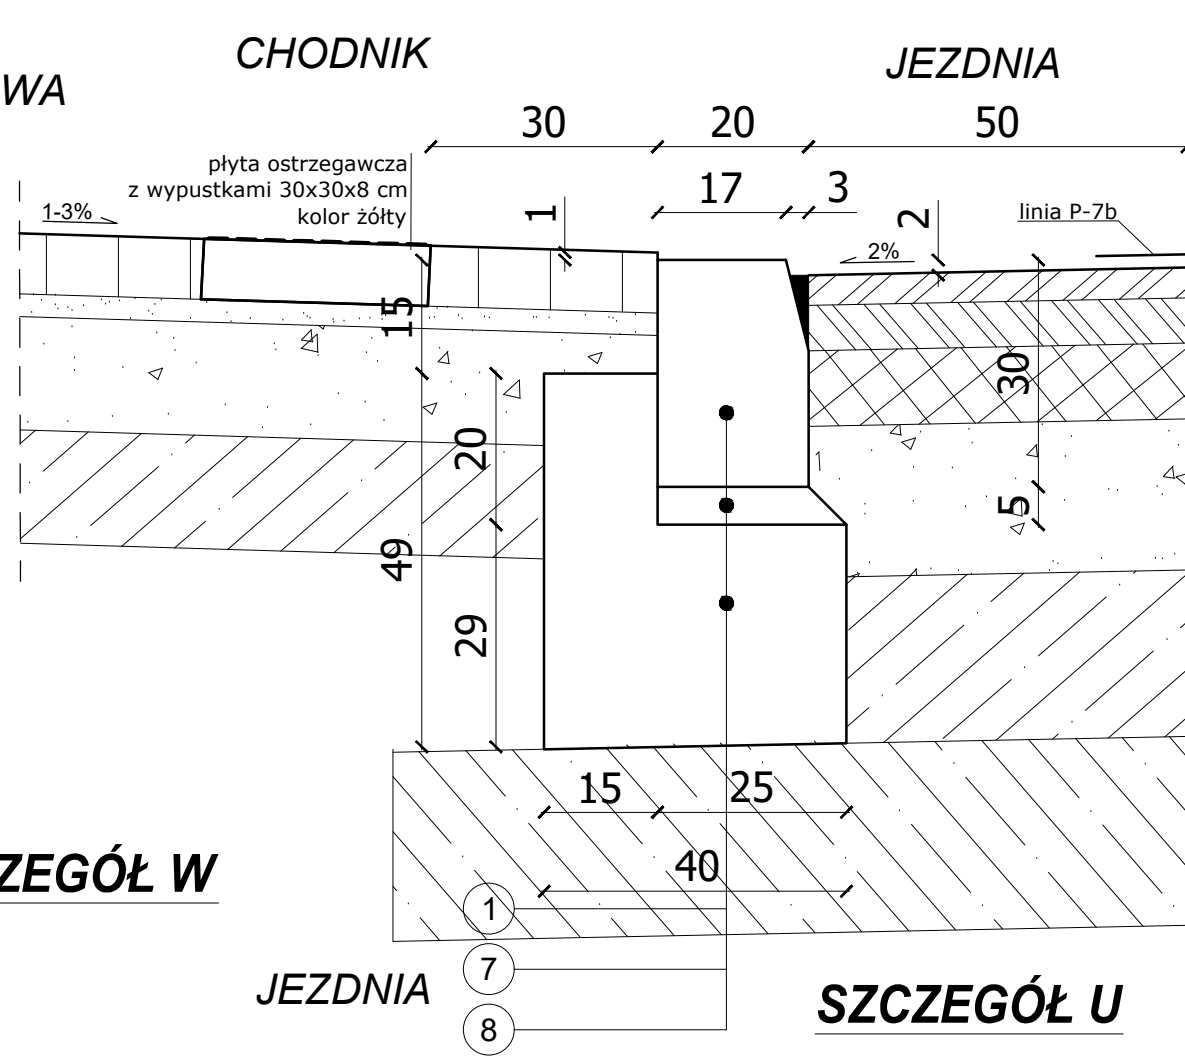 CHODNIK
JEZDNIA
WA
30
20
50
płyta ostrzegawcza
z wypustkami 30x30x8 cm
kolor żółty
17
3
1
2
1-3%
linia P-7b
2%
15
30
20
5
49
29
15
25
40
ZEGÓŁ W
1
7
8
JEZDNIA
SZCZEGÓŁ U